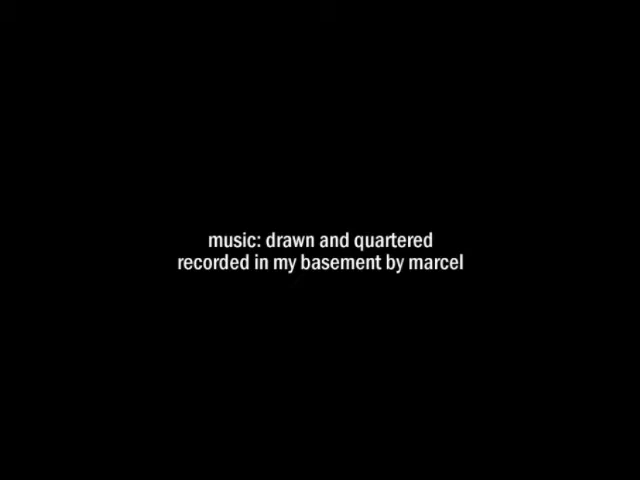 music: drawn and quartered
recorded in my basement by marcel